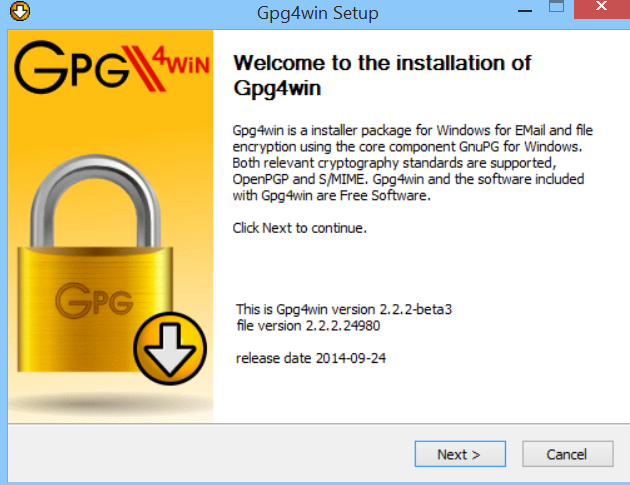 Gpg4win Setup
GPG4WIN
Welcome to the installation of
Gpg4win
Gpg4win is a installer package for Windows for EMail and file
encryption using the core component GnuPG for Windows.
Both relevant cryptography standards are supported,
OpenPGP and S/MIME. Gpg4win and the software included
with Gpg4win are Free Software.
Click Next to continue.
GPG
This is Gpg4win version 2.2.2-beta3
file version 2.2.2.24980
release date 2014-09-24
Next >
Cancel